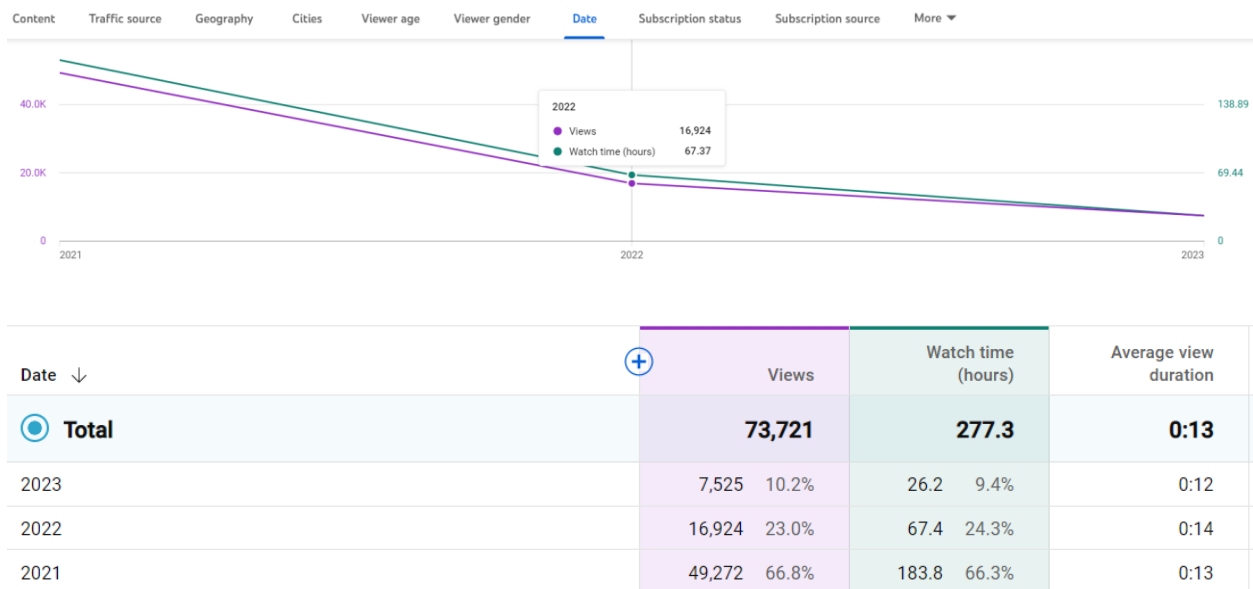 Content Traffic source Geography Cities Viewer age Viewer gender Date Subscription status Subscription source More
40.0K 138.89
2022
Views 16,924
Watch time (hours) 67.37
20.0K 69.44
0 0
2021 2022 2023
Date Views Watch time (hours) Average view duration
Total 73,721 277.3 0:13
2023 7,525 10.2% 26.2 9.4% 0:12
2022 16,924 23.0% 67.4 24.3% 0:14
2021 49,272 66.8% 183.8 66.3% 0:13